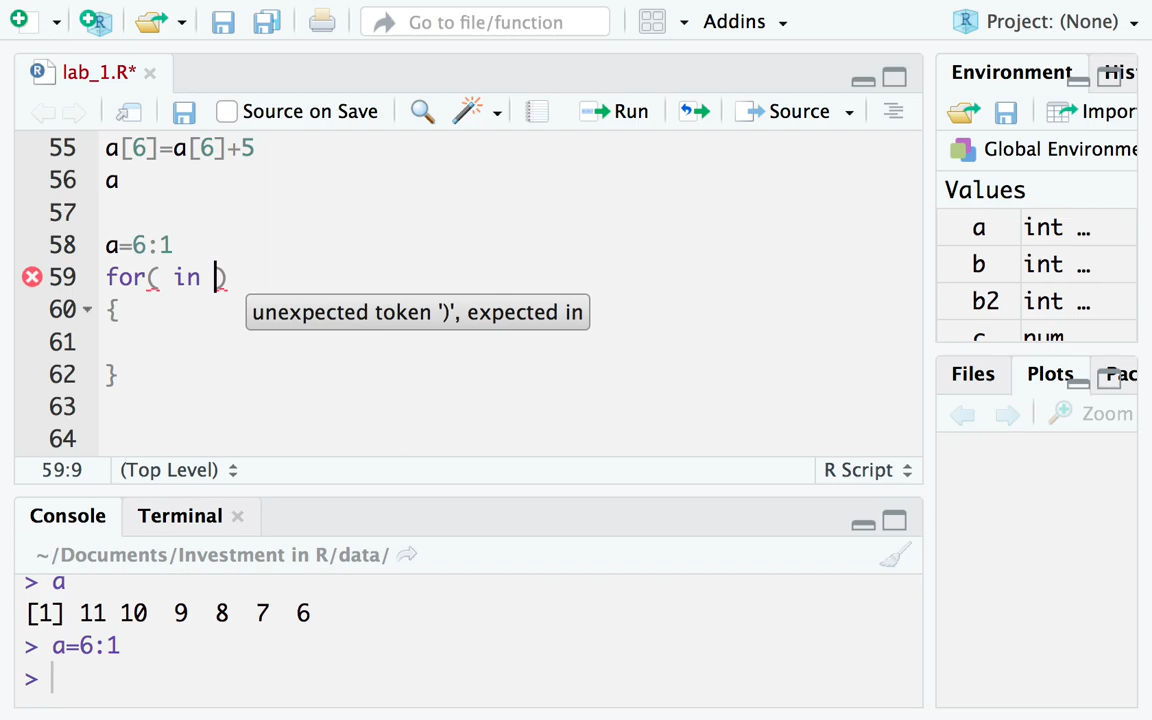 Go to file/function
Addins
Project: (None)
lab_1.R*
Source on Save
Run
Source
55 a[6]=a[6]+5
56 a
57
58 a=6:1
59 for( in )
unexpected token ')', expected in
60 {
61
62 }
63
64
59:9 (Top Level) R Script
Console Terminal
~/Documents/Investment in R/data/
> a
[1] 11 10 9 8 7 6
> a=6:1
>
Environment His
Impor
Global Environme
Values
a int ...
b int ...
b2 int ...
c num
Files Plots Pac
Zoom